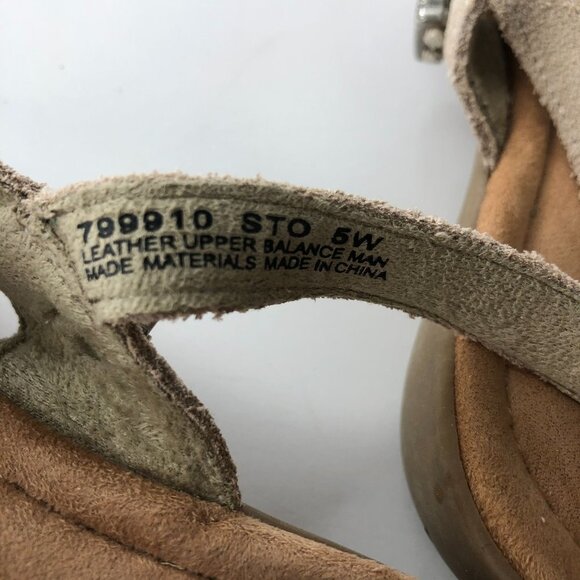 799910 STO 5W
LEATHER UPPER BALANCE MAN
MADE MATERIALS MADE IN CHINA